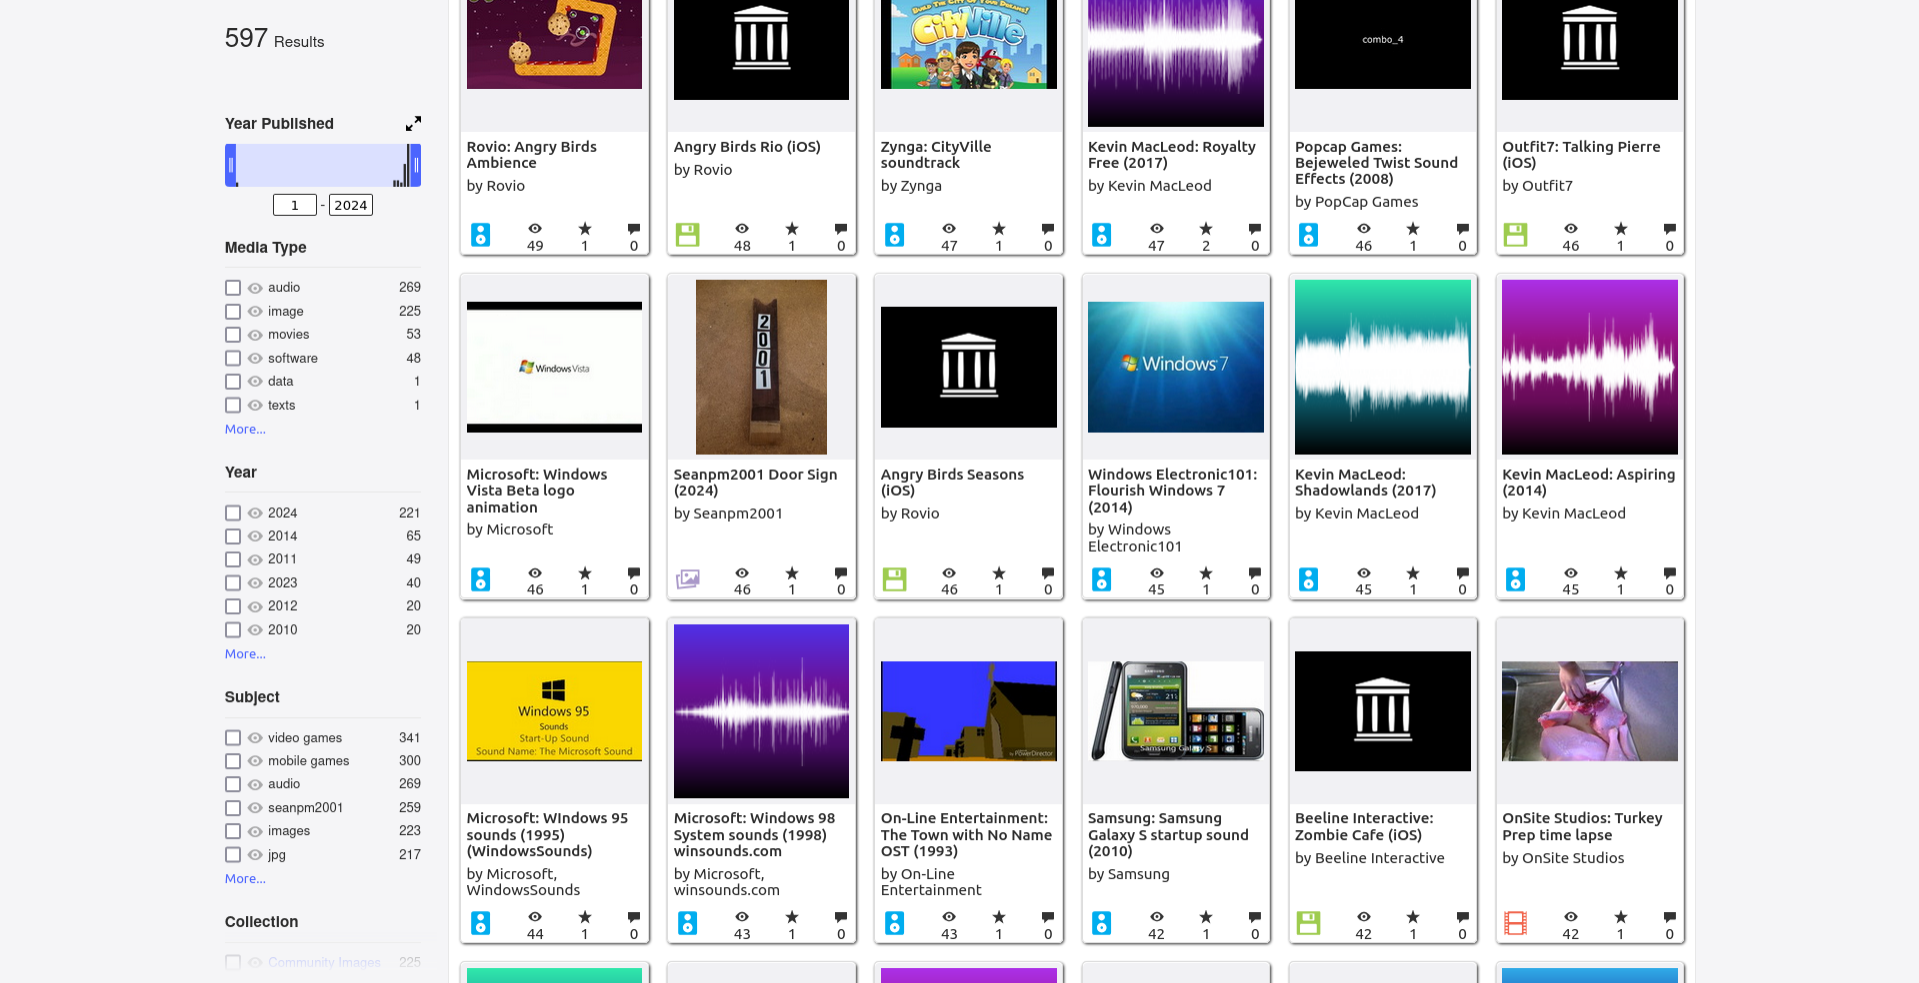 597 Results
Year Published
1 - 2024
Media Type
audio 269
image 225
movies 53
software 48
data 1
texts 1
More...
Year
2024 221
2014 65
2011 49
2023 40
2012 20
2010 20
More...
Subject
video games 341
mobile games 300
audio 269
seanpm2001 259
images 223
jpg 217
More...
Collection
Community Images 225
Rovio: Angry Birds
Ambience
by Rovio
49 1 0
Angry Birds Rio (iOS)
by Rovio
48 1 0
BUILD THE CITY OF YOUR DREAMS!
CityVille
Zynga: CityVille
soundtrack
by Zynga
47 1 0
Kevin MacLeod: Royalty
Free (2017)
by Kevin MacLeod
47 2 0
combo_4
Popcap Games:
Bejeweled Twist Sound
Effects (2008)
by PopCap Games
46 1 0
Outfit7: Talking Pierre
(iOS)
by Outfit7
46 1 0
Windows Vista
Microsoft: Windows
Vista Beta logo
animation
by Microsoft
46 1 0
2001
Seanpm2001 Door Sign
(2024)
by Seanpm2001
46 1 0
Angry Birds Seasons
(iOS)
by Rovio
46 1 0
Windows 7
Windows Electronic101:
Flourish Windows 7
(2014)
by Windows
Electronic101
45 1 0
Kevin MacLeod:
Shadowlands (2017)
by Kevin MacLeod
45 1 0
Kevin MacLeod: Aspiring
(2014)
by Kevin MacLeod
45 1 0
Windows 95
Sounds
Start-Up Sound
Sound Name: The Microsoft Sound
Microsoft: WIndows 95
sounds (1995)
(WindowsSounds)
by Microsoft,
WindowsSounds
44 1 0
Microsoft: Windows 98
System sounds (1998)
winsounds.com
by Microsoft,
winsounds.com
43 1 0
by PowerDirector
On-Line Entertainment:
The Town with No Name
OST (1993)
by On-Line
Entertainment
43 1 0
Samsung Galaxy S
Samsung: Samsung
Galaxy S startup sound
(2010)
by Samsung
42 1 0
Beeline Interactive:
Zombie Cafe (iOS)
by Beeline Interactive
42 1 0
OnSite Studios: Turkey
Prep time lapse
by OnSite Studios
42 1 0